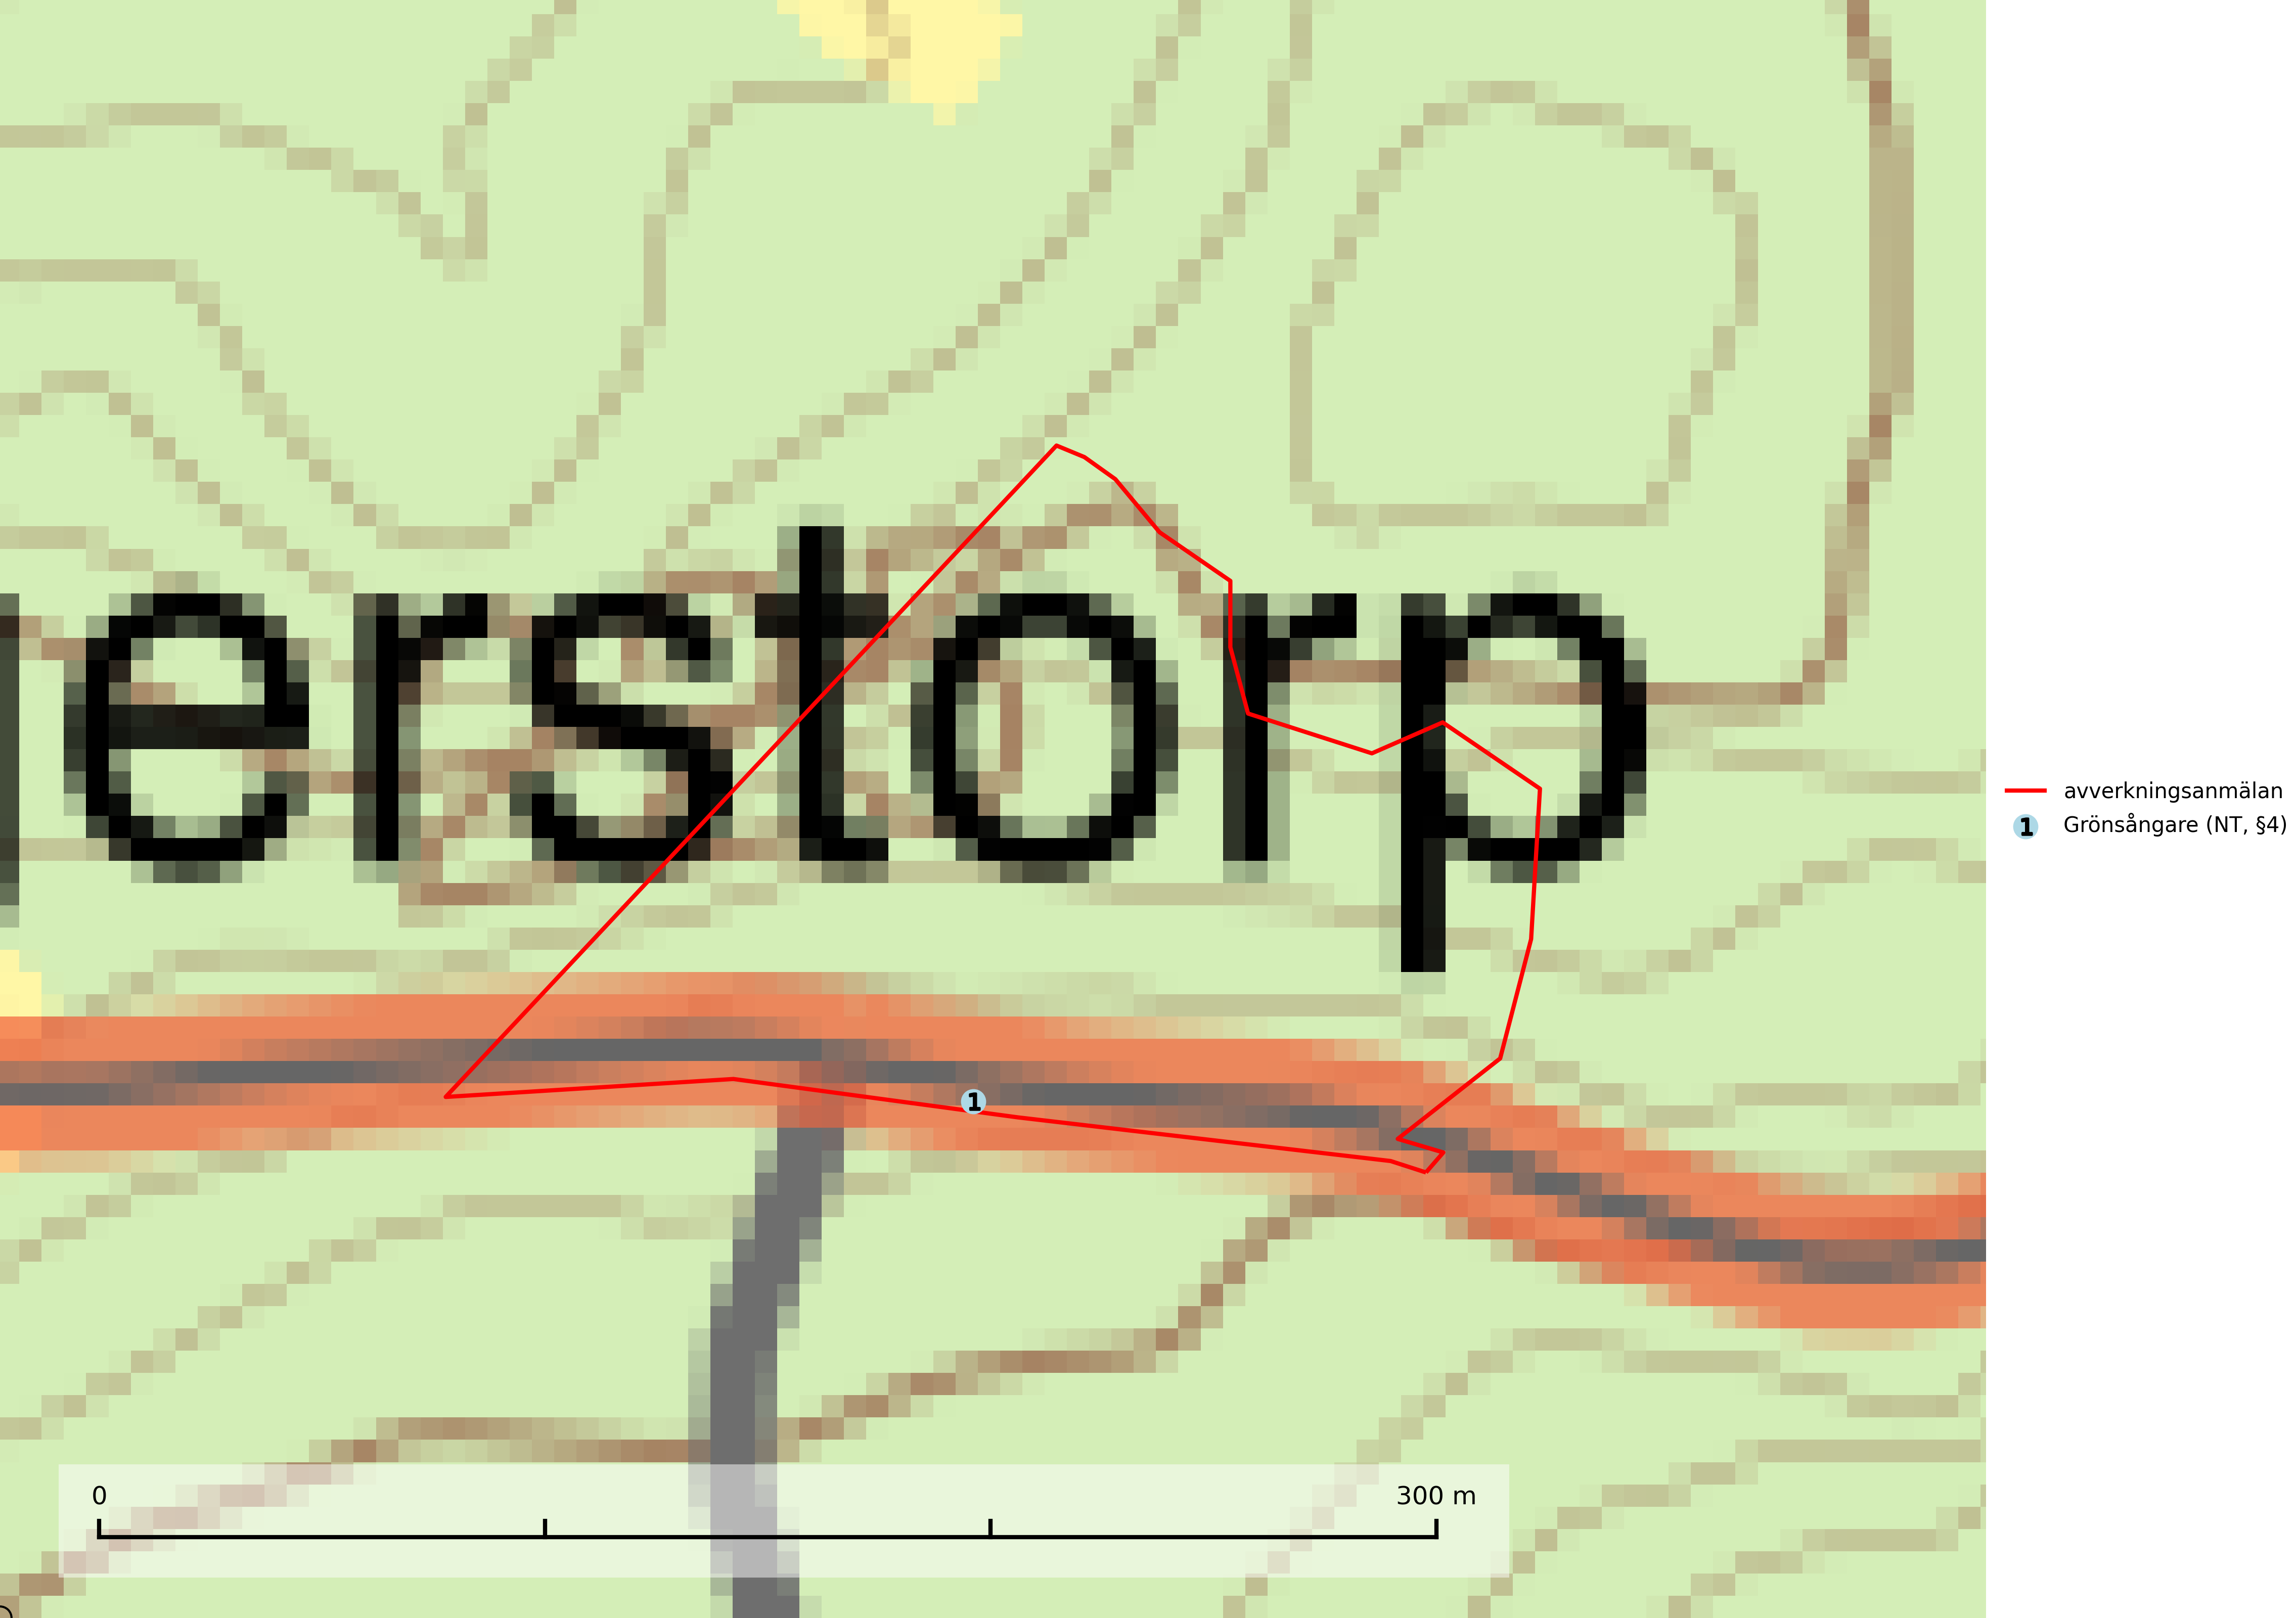 erstorp
avverkningsanmälan
1 Grönsångare (NT, §4)
1
0 300 m